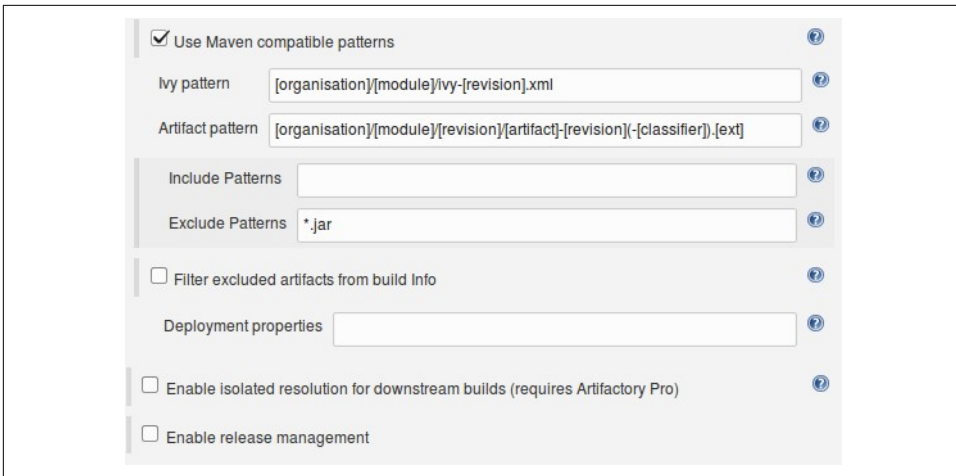 Use Maven compatible patterns
Ivy pattern [organisation]/[module]/ivy-[revision].xml
Artifact pattern [organisation]/[module]/[revision]/[artifact]-[revision](-[classifier]).[ext]
Include Patterns
Exclude Patterns *.jar
Filter excluded artifacts from build Info
Deployment properties
Enable isolated resolution for downstream builds (requires Artifactory Pro)
Enable release management